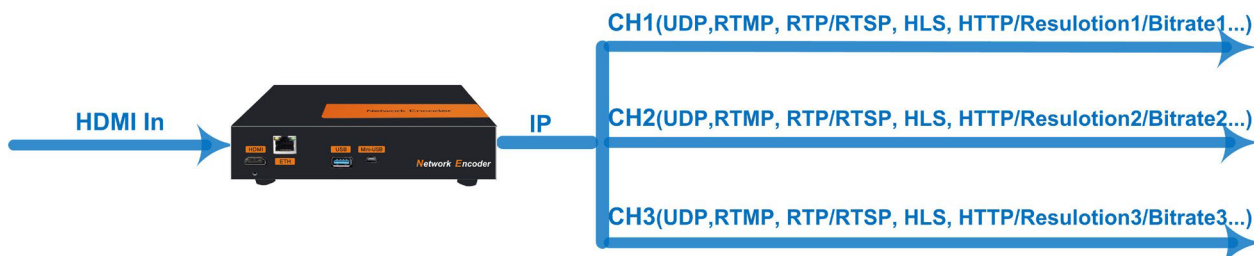 CH1(UDP,RTMP, RTP/RTSP, HLS, HTTP/Resulotion1/Bitrate1...)
HDMI In
Network Encoder
HDMI
ETH
USB
Mini-USB
Network Encoder
IP
CH2(UDP,RTMP, RTP/RTSP, HLS, HTTP/Resulotion2/Bitrate2...)
CH3(UDP,RTMP, RTP/RTSP, HLS, HTTP/Resulotion3/Bitrate3...)